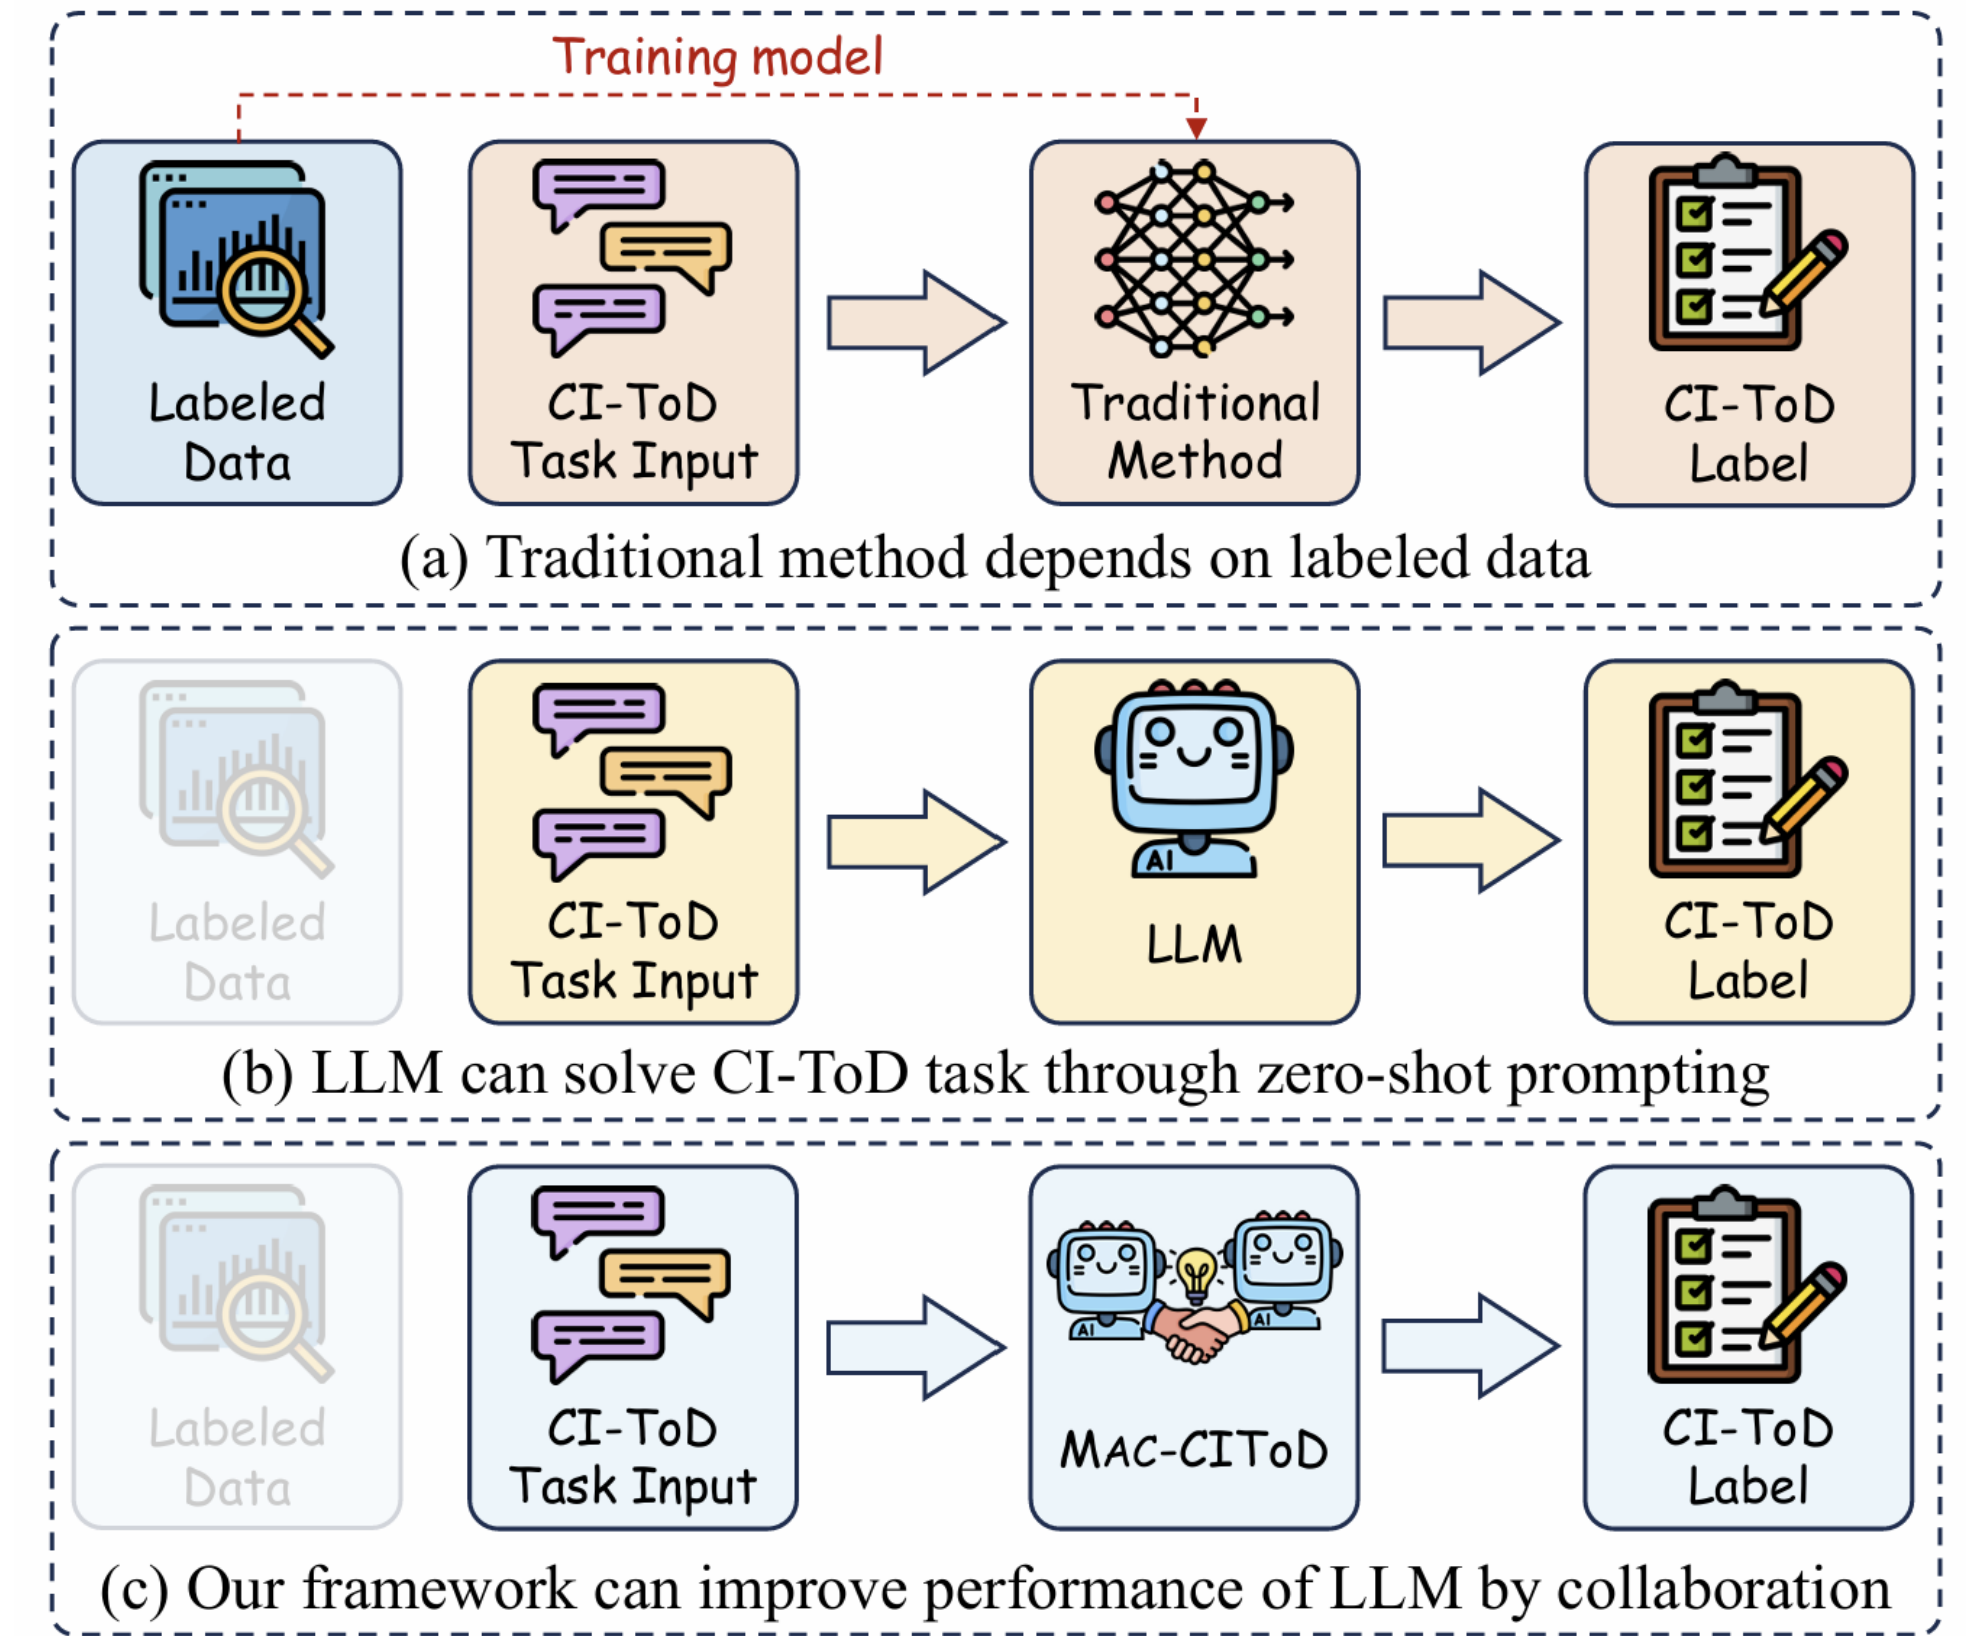 Training model
Labeled
Data
CI-ToD
Task Input
Traditional
Method
CI-ToD
Label
(a) Traditional method depends on labeled data
Labeled
Data
CI-ToD
Task Input
AI
LLM
CI-ToD
Label
(b) LLM can solve CI-ToD task through zero-shot prompting
Labeled
Data
CI-ToD
Task Input
AI
AI
MAC-CIToD
CI-ToD
Label
(c) Our framework can improve performance of LLM by collaboration